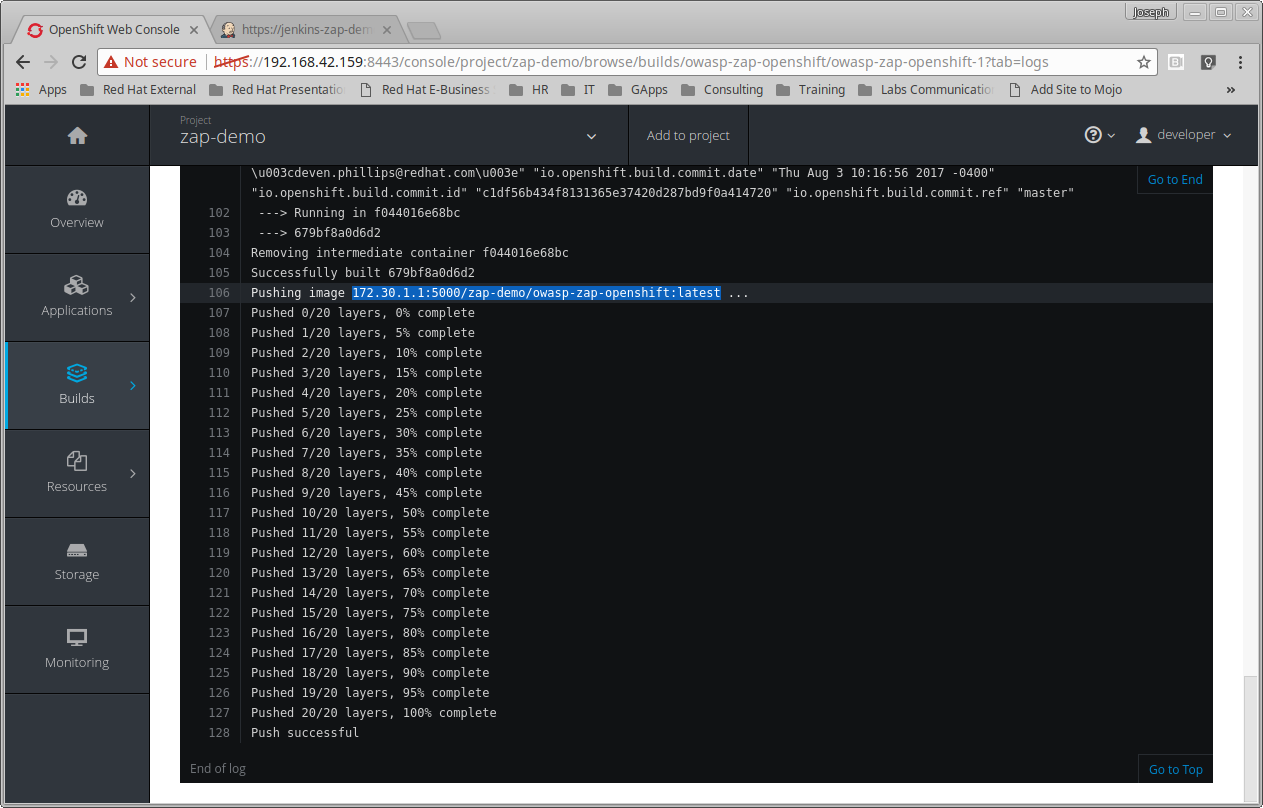 Joseph
OpenShift Web Console
https://jenkins-zap-dem
Not secure
https://192.168.42.159:8443/console/project/zap-demo/browse/builds/owasp-zap-openshift/owasp-zap-openshift-1?tab=logs
Apps
Red Hat External
Red Hat Presentatio
Red Hat E-Business
HR
IT
GApps
Consulting
Training
Labs Communicatio
Add Site to Mojo
»
Project
zap-demo
Add to project
developer
Overview
Applications
Builds
Resources
Storage
Monitoring
\u003cdeven.phillips@redhat.com\u003e" "io.openshift.build.commit.date" "Thu Aug 3 10:16:56 2017 -0400"
"io.openshift.build.commit.id" "c1df56b434f8131365e37420d287bd9f0a414720" "io.openshift.build.commit.ref" "master"
Go to End
102 ---> Running in f044016e68bc
103 ---> 679bf8a0d6d2
104 Removing intermediate container f044016e68bc
105 Successfully built 679bf8a0d6d2
106 Pushing image 172.30.1.1:5000/zap-demo/owasp-zap-openshift:latest ...
107 Pushed 0/20 layers, 0% complete
108 Pushed 1/20 layers, 5% complete
109 Pushed 2/20 layers, 10% complete
110 Pushed 3/20 layers, 15% complete
111 Pushed 4/20 layers, 20% complete
112 Pushed 5/20 layers, 25% complete
113 Pushed 6/20 layers, 30% complete
114 Pushed 7/20 layers, 35% complete
115 Pushed 8/20 layers, 40% complete
116 Pushed 9/20 layers, 45% complete
117 Pushed 10/20 layers, 50% complete
118 Pushed 11/20 layers, 55% complete
119 Pushed 12/20 layers, 60% complete
120 Pushed 13/20 layers, 65% complete
121 Pushed 14/20 layers, 70% complete
122 Pushed 15/20 layers, 75% complete
123 Pushed 16/20 layers, 80% complete
124 Pushed 17/20 layers, 85% complete
125 Pushed 18/20 layers, 90% complete
126 Pushed 19/20 layers, 95% complete
127 Pushed 20/20 layers, 100% complete
128 Push successful
End of log
Go to Top